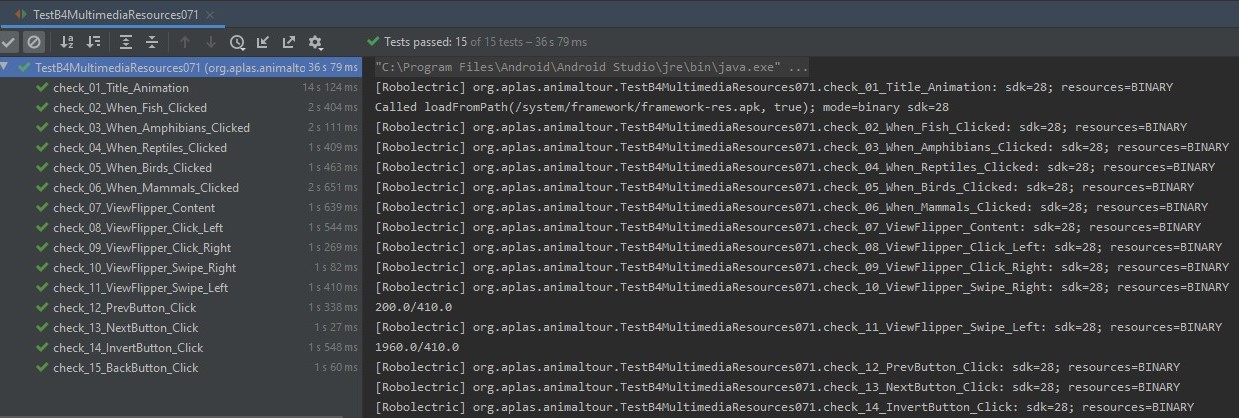 TestB4MultimediaResources071
Tests passed: 15 of 15 tests – 36 s 79 ms
TestB4MultimediaResources071 (org.aplas.animalto 36 s 79 ms
check_01_Title_Animation 14 s 124 ms
check_02_When_Fish_Clicked 2 s 404 ms
check_03_When_Amphibians_Clicked 2 s 111 ms
check_04_When_Reptiles_Clicked 1 s 409 ms
check_05_When_Birds_Clicked 1 s 463 ms
check_06_When_Mammals_Clicked 2 s 651 ms
check_07_ViewFlipper_Content 1 s 639 ms
check_08_ViewFlipper_Click_Left 1 s 544 ms
check_09_ViewFlipper_Click_Right 1 s 269 ms
check_10_ViewFlipper_Swipe_Right 1 s 82 ms
check_11_ViewFlipper_Swipe_Left 1 s 410 ms
check_12_PrevButton_Click 1 s 338 ms
check_13_NextButton_Click 1 s 27 ms
check_14_InvertButton_Click 1 s 548 ms
check_15_BackButton_Click 1 s 60 ms
"C:\Program Files\Android\Android Studio\jre\bin\java.exe" ...
[Robolectric] org.aplas.animaltour.TestB4MultimediaResources071.check_01_Title_Animation: sdk=28; resources=BINARY
Called loadFromPath(/system/framework/framework-res.apk, true); mode=binary sdk=28
[Robolectric] org.aplas.animaltour.TestB4MultimediaResources071.check_02_When_Fish_Clicked: sdk=28; resources=BINARY
[Robolectric] org.aplas.animaltour.TestB4MultimediaResources071.check_03_When_Amphibians_Clicked: sdk=28; resources=BINARY
[Robolectric] org.aplas.animaltour.TestB4MultimediaResources071.check_04_When_Reptiles_Clicked: sdk=28; resources=BINARY
[Robolectric] org.aplas.animaltour.TestB4MultimediaResources071.check_05_When_Birds_Clicked: sdk=28; resources=BINARY
[Robolectric] org.aplas.animaltour.TestB4MultimediaResources071.check_06_When_Mammals_Clicked: sdk=28; resources=BINARY
[Robolectric] org.aplas.animaltour.TestB4MultimediaResources071.check_07_ViewFlipper_Content: sdk=28; resources=BINARY
[Robolectric] org.aplas.animaltour.TestB4MultimediaResources071.check_08_ViewFlipper_Click_Left: sdk=28; resources=BINARY
[Robolectric] org.aplas.animaltour.TestB4MultimediaResources071.check_09_ViewFlipper_Click_Right: sdk=28; resources=BINARY
[Robolectric] org.aplas.animaltour.TestB4MultimediaResources071.check_10_ViewFlipper_Swipe_Right: sdk=28; resources=BINARY
200.0/410.0
[Robolectric] org.aplas.animaltour.TestB4MultimediaResources071.check_11_ViewFlipper_Swipe_Left: sdk=28; resources=BINARY
1960.0/410.0
[Robolectric] org.aplas.animaltour.TestB4MultimediaResources071.check_12_PrevButton_Click: sdk=28; resources=BINARY
[Robolectric] org.aplas.animaltour.TestB4MultimediaResources071.check_13_NextButton_Click: sdk=28; resources=BINARY
[Robolectric] org.aplas.animaltour.TestB4MultimediaResources071.check_14_InvertButton_Click: sdk=28; resources=BINARY